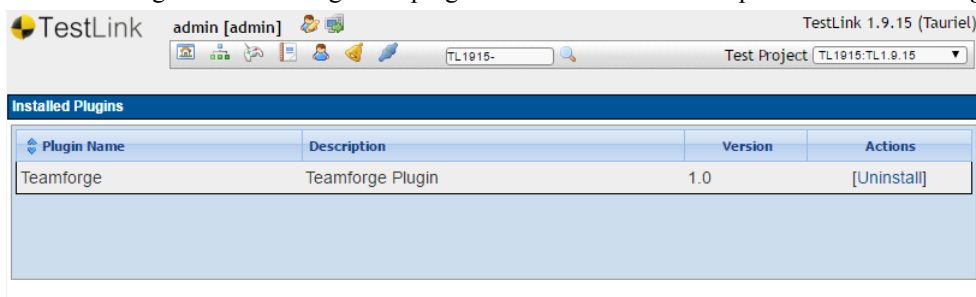 TestLink admin [admin] TestLink 1.9.15 (Tauriel)
TL1915- Test Project TL1915:TL1.9.15
Installed Plugins
Plugin Name Description Version Actions
Teamforge Teamforge Plugin 1.0 [Uninstall]